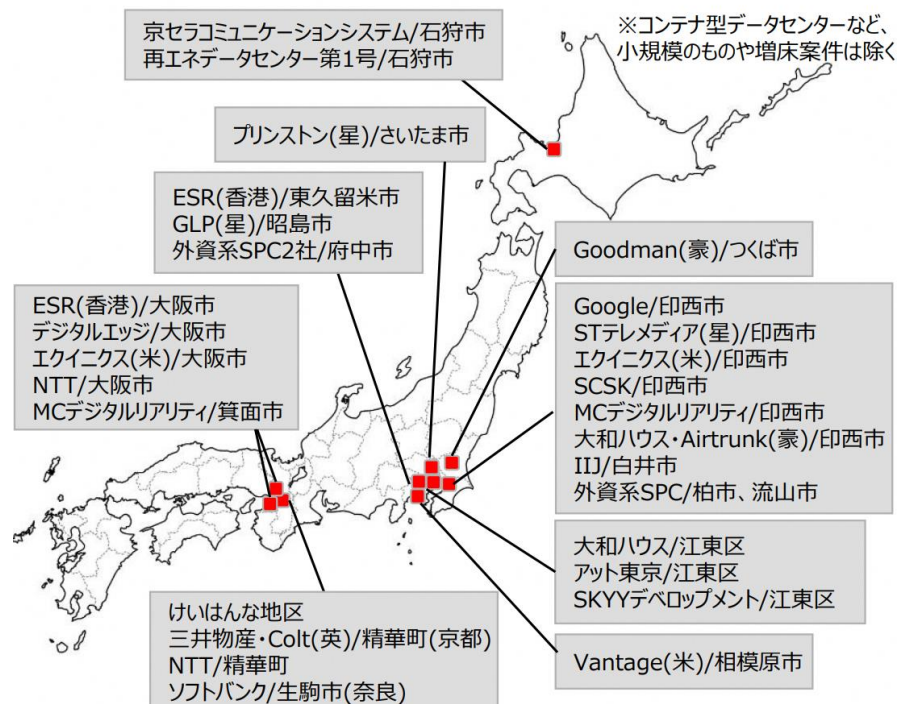 京セラコミュニケーションシステム/石狩市
再エネデータセンター第1号/石狩市
※コンテナ型データセンターなど、
小規模のものや増床案件は除く
プリンストン(星)/さいたま市
ESR(香港)/東久留米市
GLP(星)/昭島市
外資系SPC2社/府中市
Goodman(豪)/つくば市
ESR(香港)/大阪市
デジタルエッジ/大阪市
エクイニクス(米)/大阪市
NTT/大阪市
MCデジタルリアリティ/箕面市
Google/印西市
STテレメディア(星)/印西市
エクイニクス(米)/印西市
SCSK/印西市
MCデジタルリアリティ/印西市
大和ハウス・Airtrunk(豪)/印西市
IIJ/白井市
外資系SPC/柏市、流山市
大和ハウス/江東区
アット東京/江東区
SKYYデベロップメント/江東区
けいはんな地区
三井物産・Colt(英)/精華町(京都)
NTT/精華町
ソフトバンク/生駒市(奈良)
Vantage(米)/相模原市